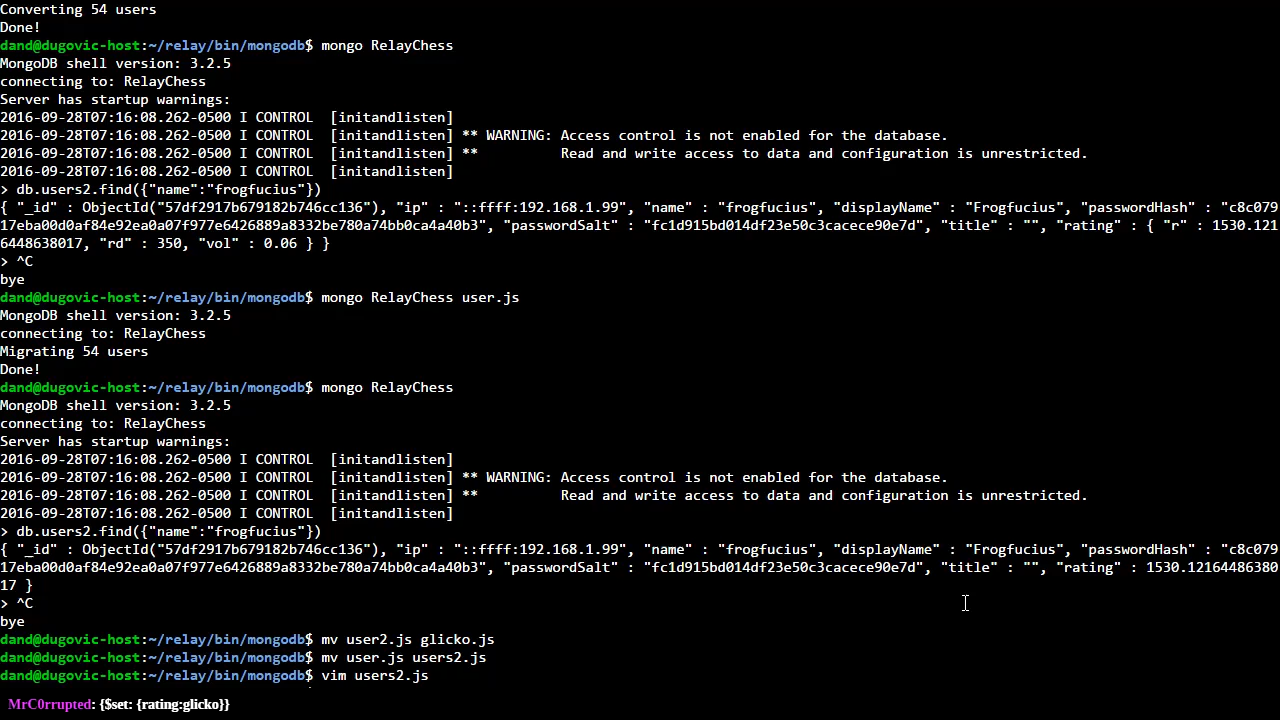 Converting 54 users
Done!
dand@dugovic-host:~/relay/bin/mongodb$ mongo RelayChess
MongoDB shell version: 3.2.5
connecting to: RelayChess
Server has startup warnings:
2016-09-28T07:16:08.262-0500 I CONTROL  [initandlisten]
2016-09-28T07:16:08.262-0500 I CONTROL  [initandlisten] ** WARNING: Access control is not enabled for the database.
2016-09-28T07:16:08.262-0500 I CONTROL  [initandlisten] **          Read and write access to data and configuration is unrestricted.
2016-09-28T07:16:08.262-0500 I CONTROL  [initandlisten]
> db.users2.find({"name":"frogfucius"})
{ "_id" : ObjectId("57df2917b679182b746cc136"), "ip" : "::ffff:192.168.1.99", "name" : "frogfucius", "displayName" : "Frogfucius", "passwordHash" : "c8c079
17eba00d0af84e92ea0a07f977e6426889a8332be780a74bb0ca4a40b3", "passwordSalt" : "fc1d915bd014df23e50c3cacece90e7d", "title" : "", "rating" : { "r" : 1530.121
6448638017, "rd" : 350, "vol" : 0.06 } }
> ^C
bye
dand@dugovic-host:~/relay/bin/mongodb$ mongo RelayChess user.js
MongoDB shell version: 3.2.5
connecting to: RelayChess
Migrating 54 users
Done!
dand@dugovic-host:~/relay/bin/mongodb$ mongo RelayChess
MongoDB shell version: 3.2.5
connecting to: RelayChess
Server has startup warnings:
2016-09-28T07:16:08.262-0500 I CONTROL  [initandlisten]
2016-09-28T07:16:08.262-0500 I CONTROL  [initandlisten] ** WARNING: Access control is not enabled for the database.
2016-09-28T07:16:08.262-0500 I CONTROL  [initandlisten] **          Read and write access to data and configuration is unrestricted.
2016-09-28T07:16:08.262-0500 I CONTROL  [initandlisten]
> db.users2.find({"name":"frogfucius"})
{ "_id" : ObjectId("57df2917b679182b746cc136"), "ip" : "::ffff:192.168.1.99", "name" : "frogfucius", "displayName" : "Frogfucius", "passwordHash" : "c8c079
17eba00d0af84e92ea0a07f977e6426889a8332be780a74bb0ca4a40b3", "passwordSalt" : "fc1d915bd014df23e50c3cacece90e7d", "title" : "", "rating" : 1530.12164486380
17 }
> ^C
bye
dand@dugovic-host:~/relay/bin/mongodb$ mv user2.js glicko.js
dand@dugovic-host:~/relay/bin/mongodb$ mv user.js users2.js
dand@dugovic-host:~/relay/bin/mongodb$ vim users2.js
MrC0rrupted: {$set: {rating:glicko}}